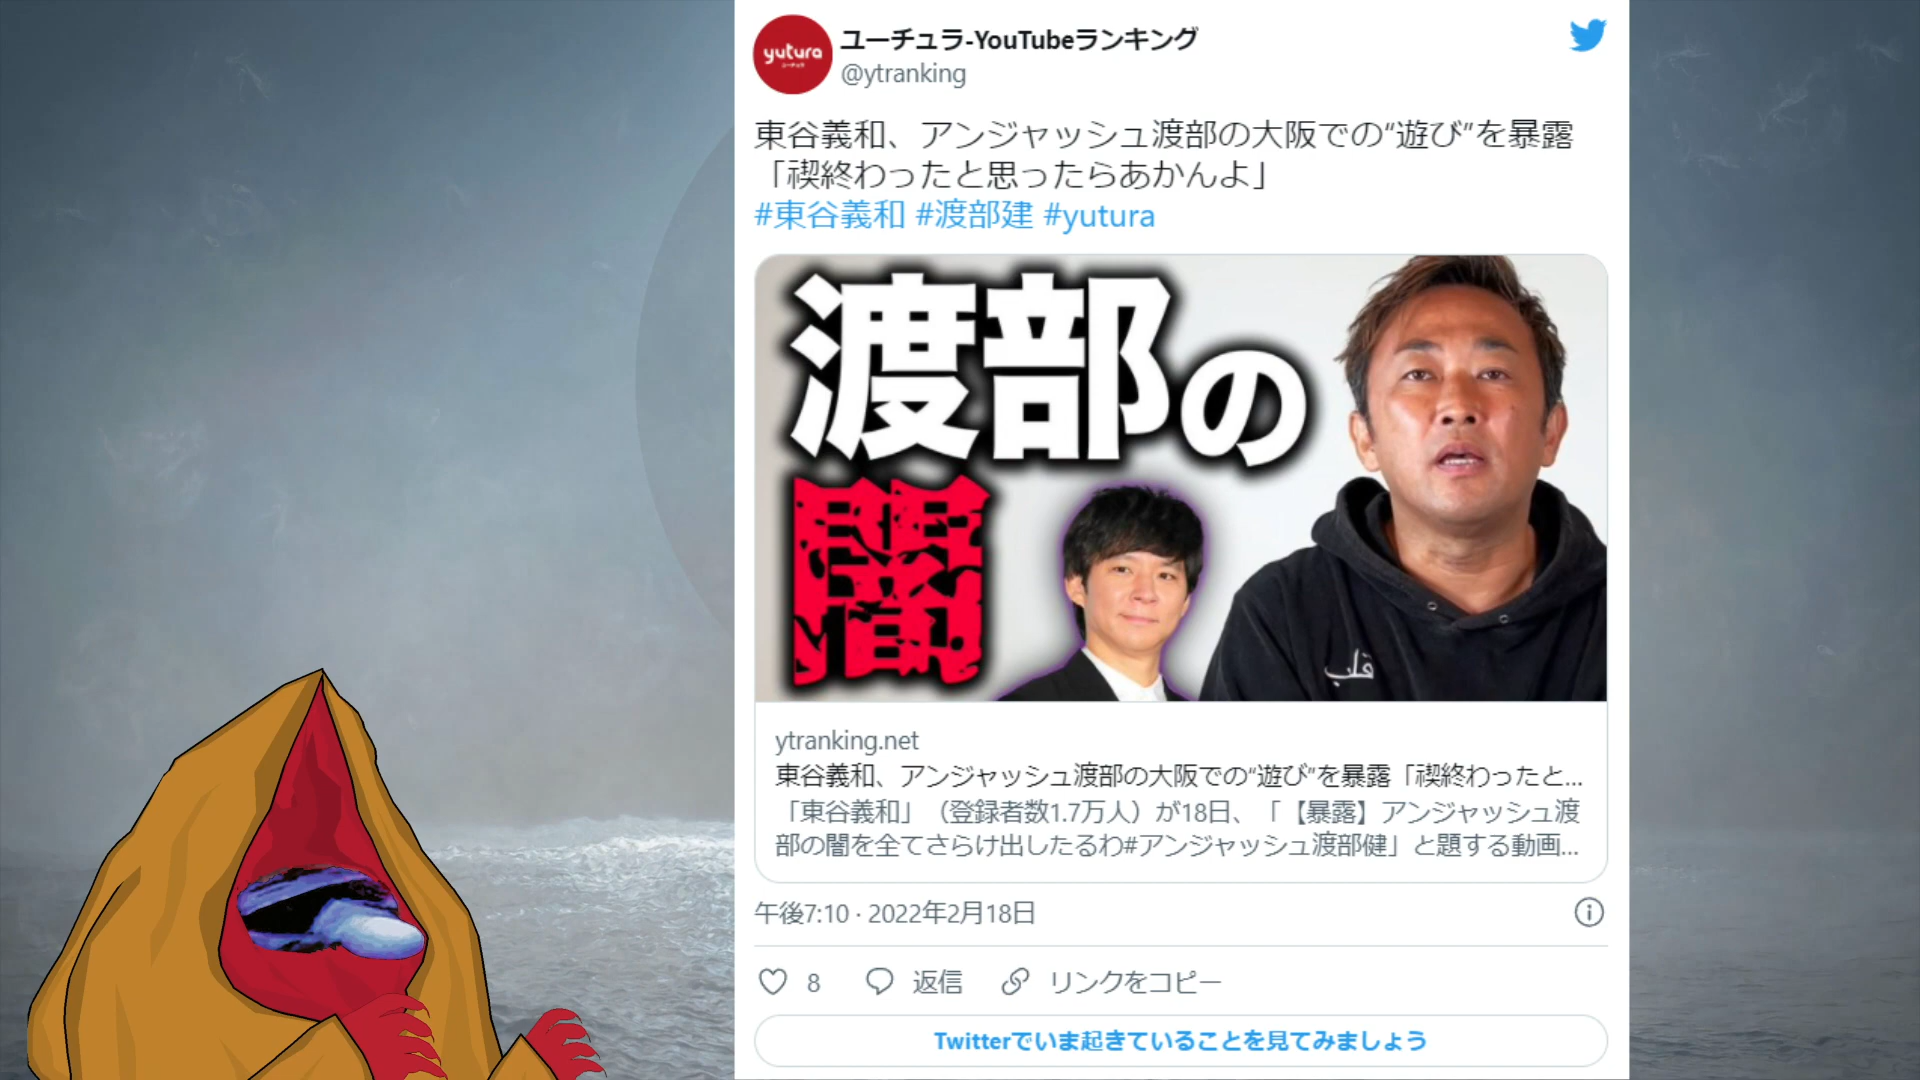 yutura
ユーチュラ
ユーチュラ-YouTubeランキング
@ytranking
東谷義和、アンジャッシュ渡部の大阪での“遊び”を暴露
「禊終わったと思ったらあかんよ」
#東谷義和 #渡部建 #yutura
渡部の
闇
قلب
ytranking.net
東谷義和、アンジャッシュ渡部の大阪での“遊び”を暴露「禊終わったと...
「東谷義和」（登録者数1.7万人）が18日、「【暴露】アンジャッシュ渡
部の闇を全てさらけ出したるわ#アンジャッシュ渡部健」と題する動画...
午後7:10 · 2022年2月18日
8 返信 リンクをコピー
Twitterでいま起きていることを見てみましょう